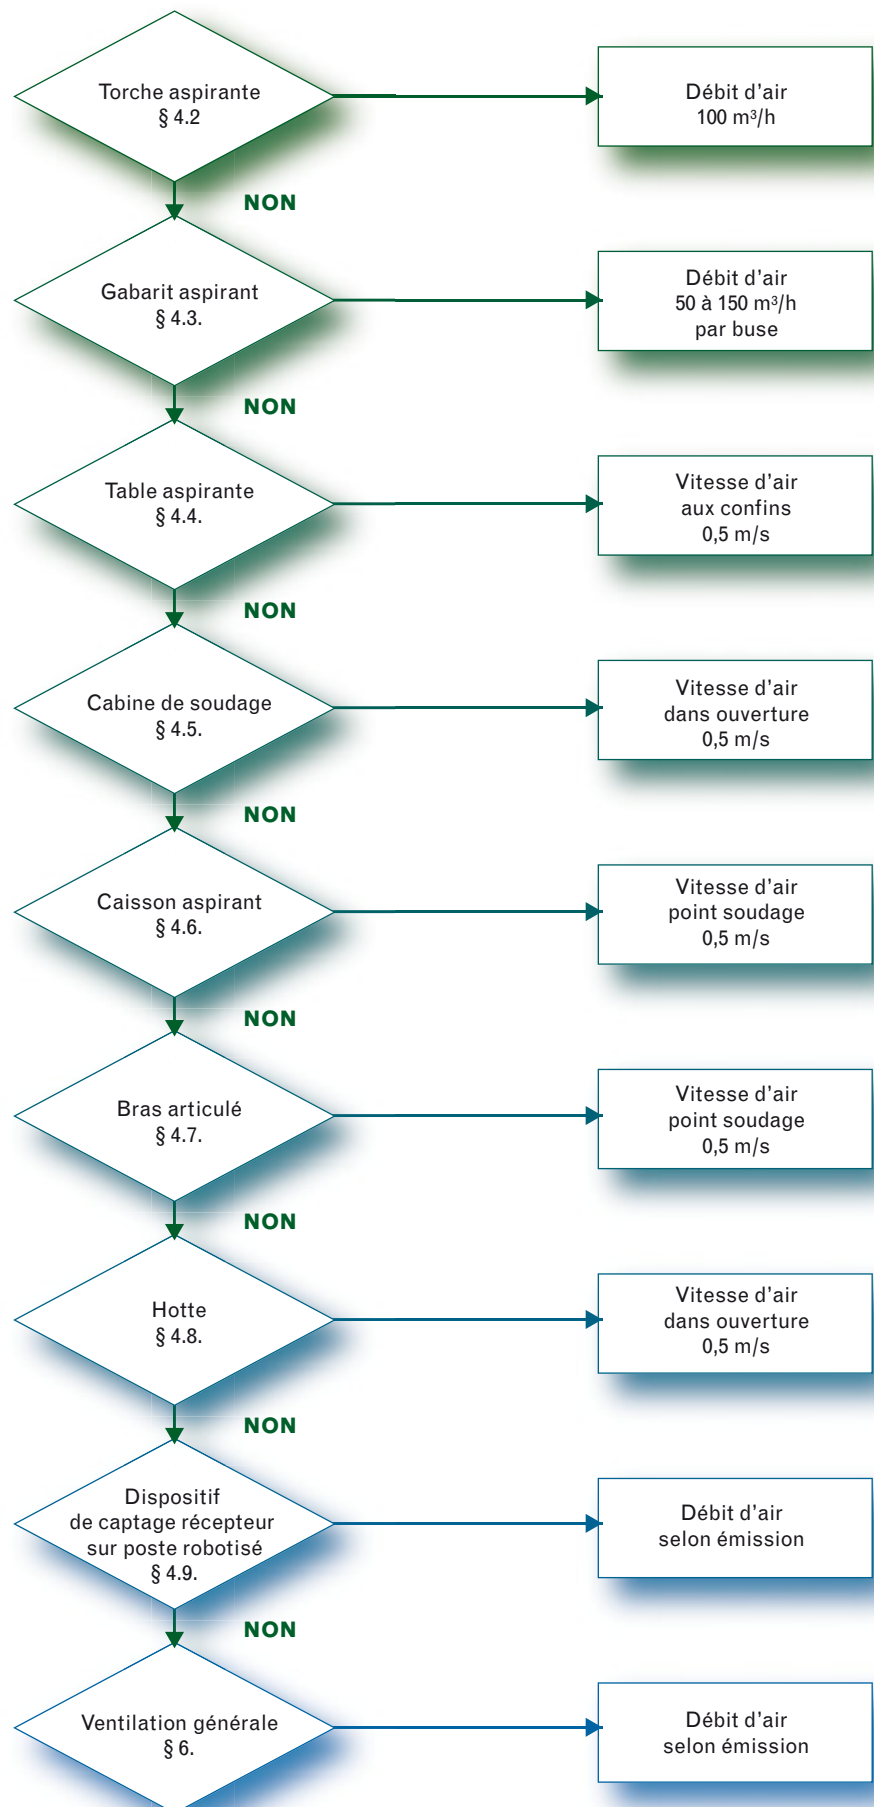 Torche aspirante
§ 4.2
Débit d'air
100 m³/h
NON
Gabarit aspirant
§ 4.3.
Débit d'air
50 à 150 m³/h
par buse
NON
Table aspirante
§ 4.4.
Vitesse d'air
aux confins
0,5 m/s
NON
Cabine de soudage
§ 4.5.
Vitesse d'air
dans ouverture
0,5 m/s
NON
Caisson aspirant
§ 4.6.
Vitesse d'air
point soudage
0,5 m/s
NON
Bras articulé
§ 4.7.
Vitesse d'air
point soudage
0,5 m/s
NON
Hotte
§ 4.8.
Vitesse d'air
dans ouverture
0,5 m/s
NON
Dispositif
de captage récepteur
sur poste robotisé
§ 4.9.
Débit d'air
selon émission
NON
Ventilation générale
§ 6.
Débit d'air
selon émission